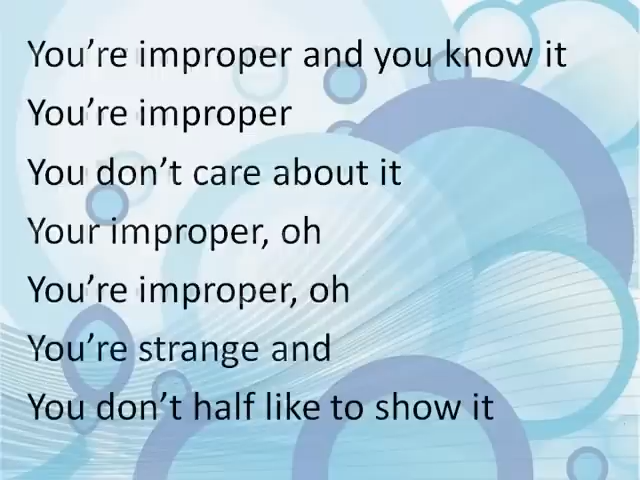 You’re improper and you know it
You’re improper
You don’t care about it
Your improper, oh
You’re improper, oh
You’re strange and
You don’t half like to show it